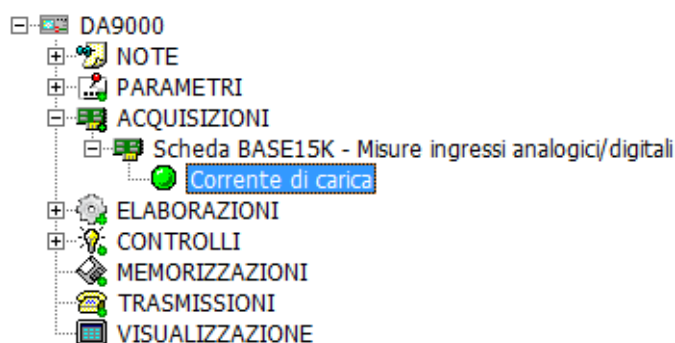 DA9000
NOTE
PARAMETRI
ACQUISIZIONI
Scheda BASE15K - Misure ingressi analogici/digitali
Corrente di carica
ELABORAZIONI
CONTROLLI
MEMORIZZAZIONI
TRASMISSIONI
VISUALIZZAZIONE